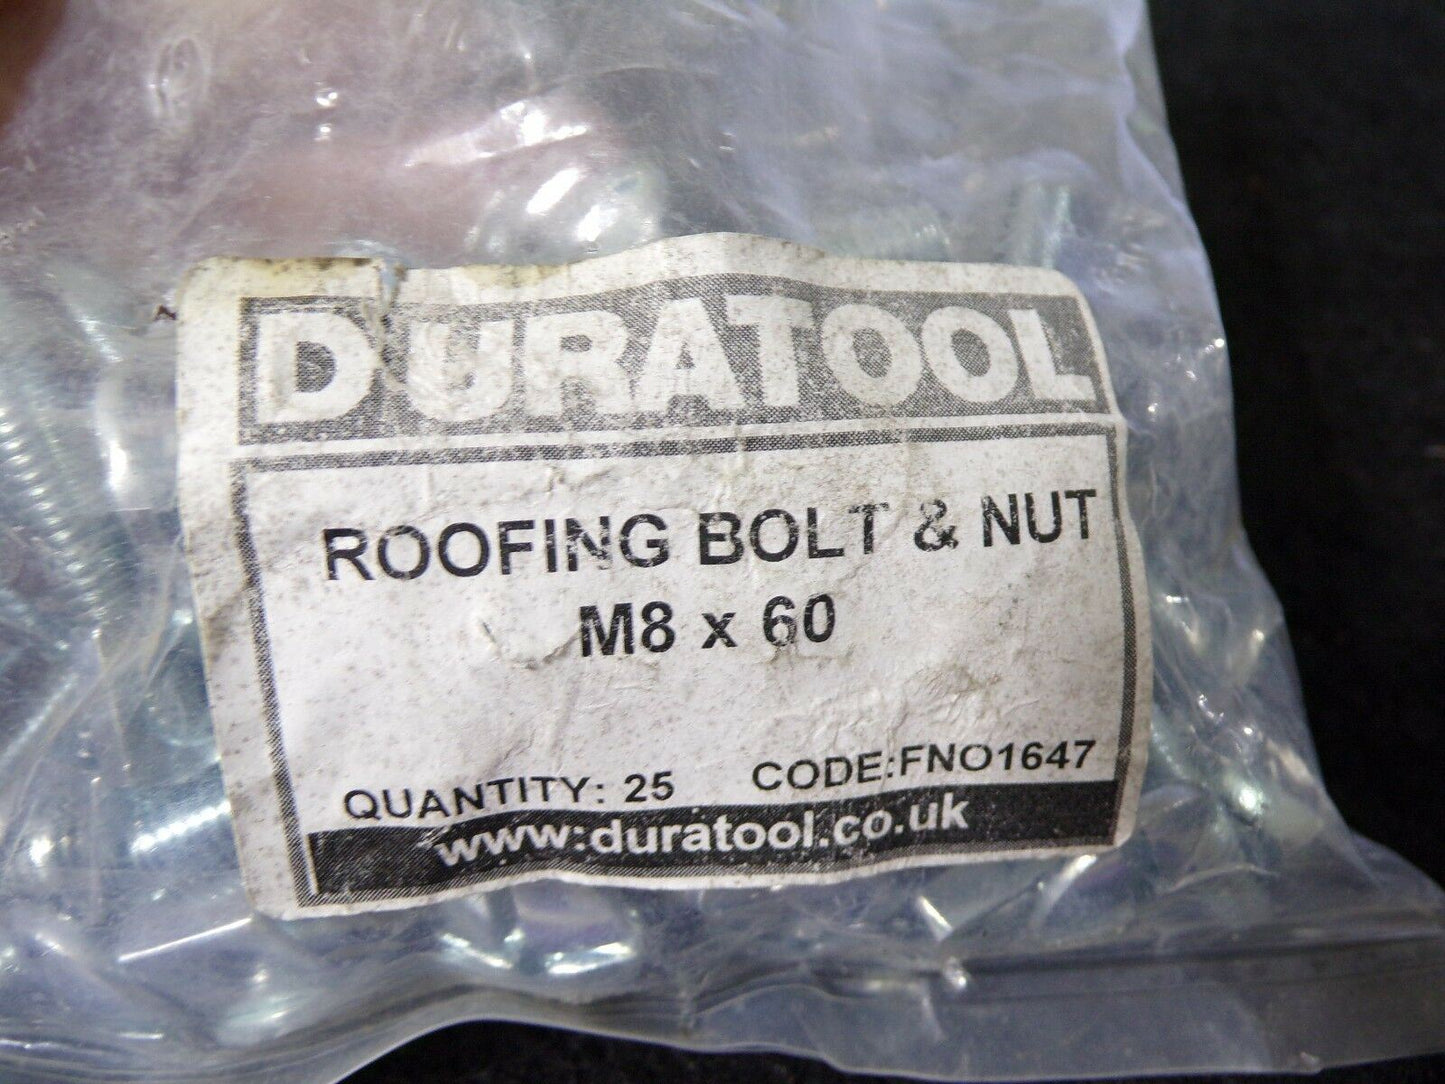 DURATOOL
ROOFING BOLT & NUT
M8 x 60
QUANTITY: 25 CODE:FNO1647
www.duratool.co.uk